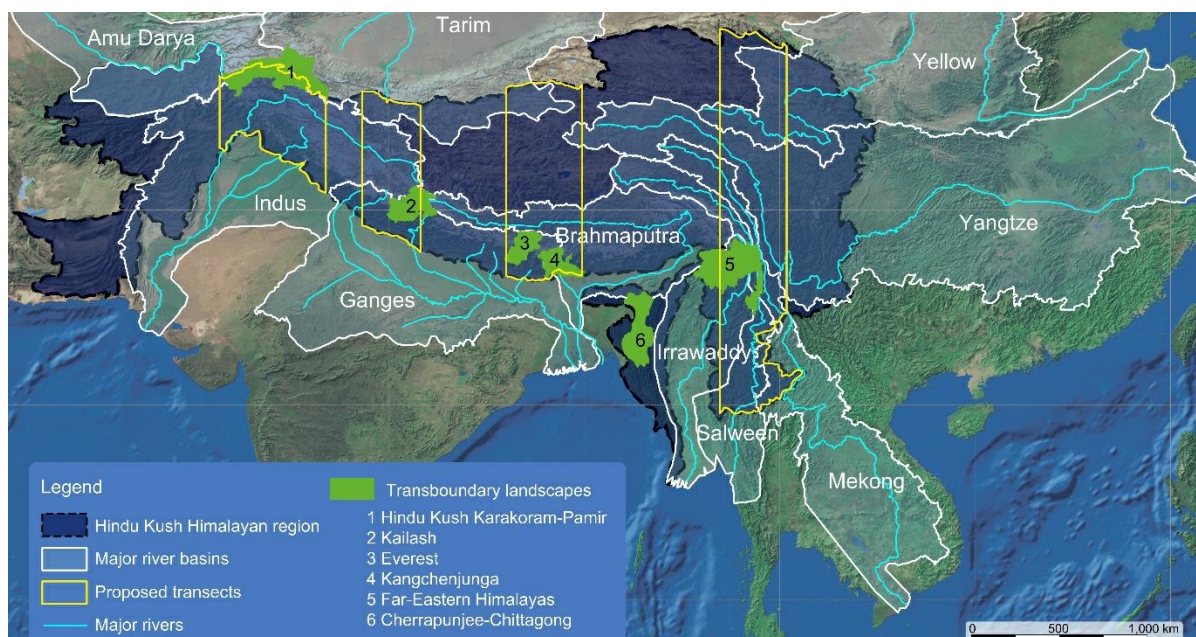 Amu Darya
Tarim
Yellow
1
Indus
2
Brahmaputra
Yangtze
3
4
5
Ganges
6
Irrawaddy
Salween
Mekong
Legend
Hindu Kush Himalayan region
Major river basins
Proposed transects
Major rivers
Transboundary landscapes
1 Hindu Kush Karakoram-Pamir
2 Kailash
3 Everest
4 Kangchenjunga
5 Far-Eastern Himalayas
6 Cherrapunjee-Chittagong
0 500 1,000 km